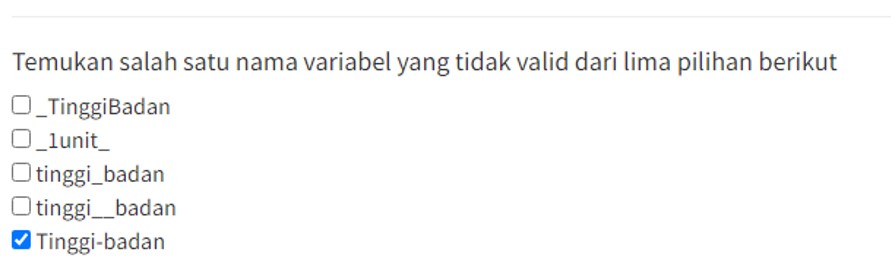 Temukan salah satu nama variabel yang tidak valid dari lima pilihan berikut
_TinggiBadan
_1unit_
tinggi_badan
tinggi__badan
Tinggi-badan